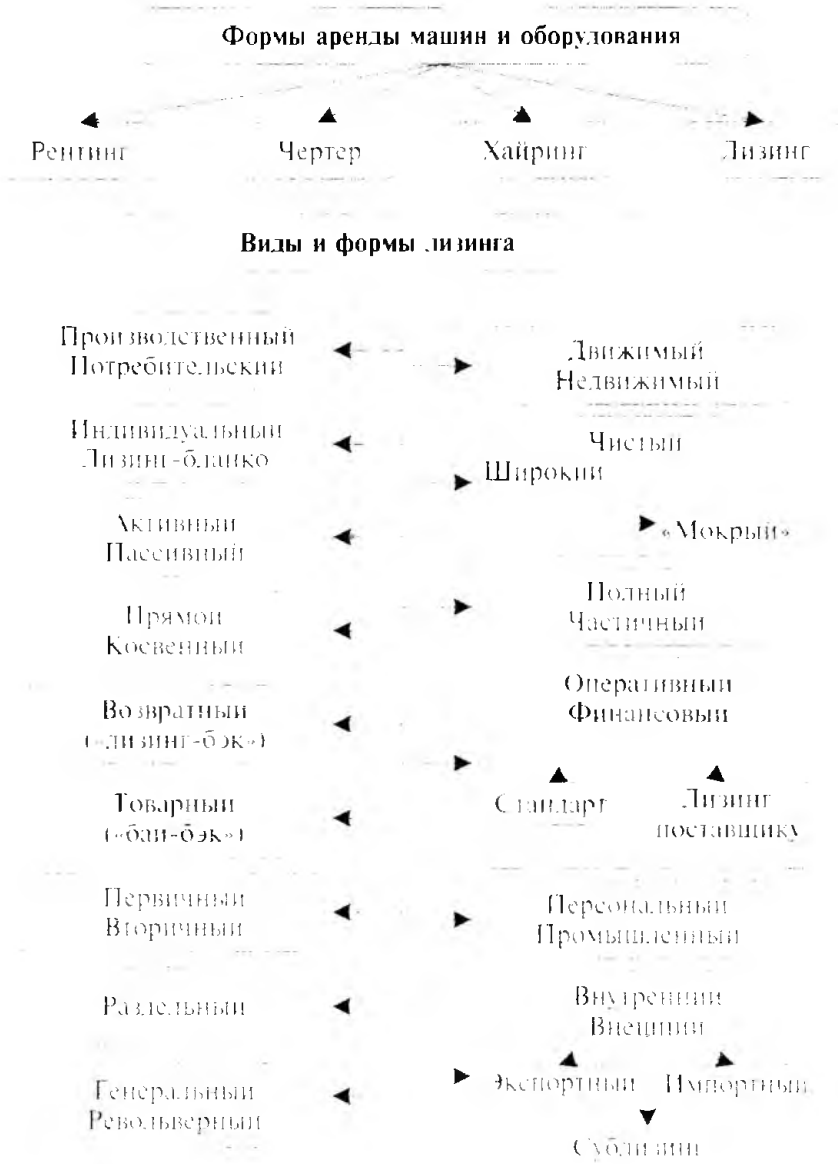 Формы аренды машин и оборудования
Рентинг Чертер Хайринг Лизинг
Виды и формы лизинга
Производственный
Потребительский
Движимый
Недвижимый
Индивидуальный
Лизинг-бланко
Чистый
Широкий
«Мокрый»
Активный
Пассивный
Полный
Частичный
Прямой
Косвенный
Оперативный
Финансовый
Возвратный
(«лизинг-бэк»)
Стандарт
Лизинг
поставщику
Товарный
(«бай-бэк»)
Первичный
Вторичный
Персональный
Промышленный
Раздельный
Внутренний
Внешний
Экспортный Импортный
Генеральный
Револьверный
Сублизинг